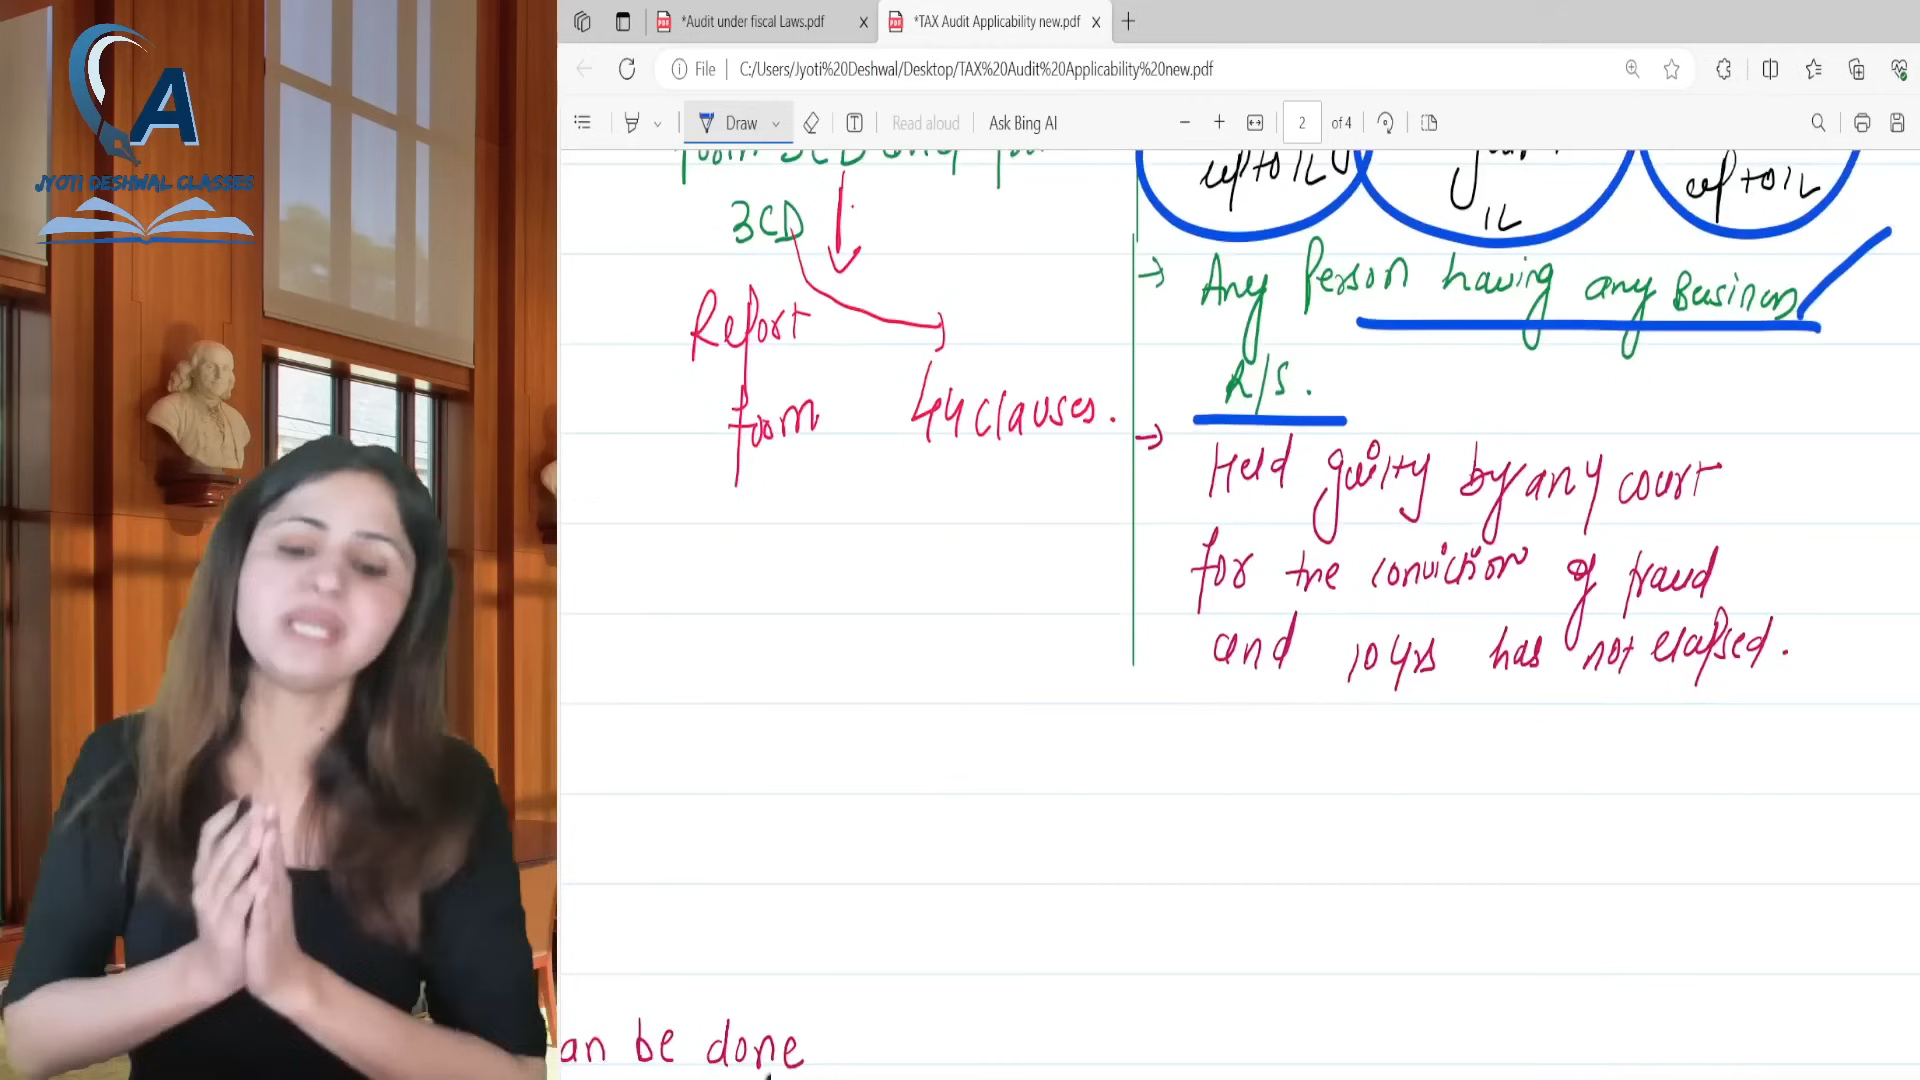 *Audit under fiscal Laws.pdf
*TAX Audit Applicability new.pdf
File
C:/Users/Jyoti%20Deshwal/Desktop/TAX%20Audit%20Applicability%20new.pdf
Draw
Read aloud
Ask Bing AI
2
of 4
A
JYOTI DESHWAL CLASSES
3CD
Report
form
44 clauses.
upto 1L
1L
upto 1L
→ Any Person having any Business
R/S.
→ Held guilty by any court
for the conviction of fraud
and 10 yrs has not elapsed.
an be done